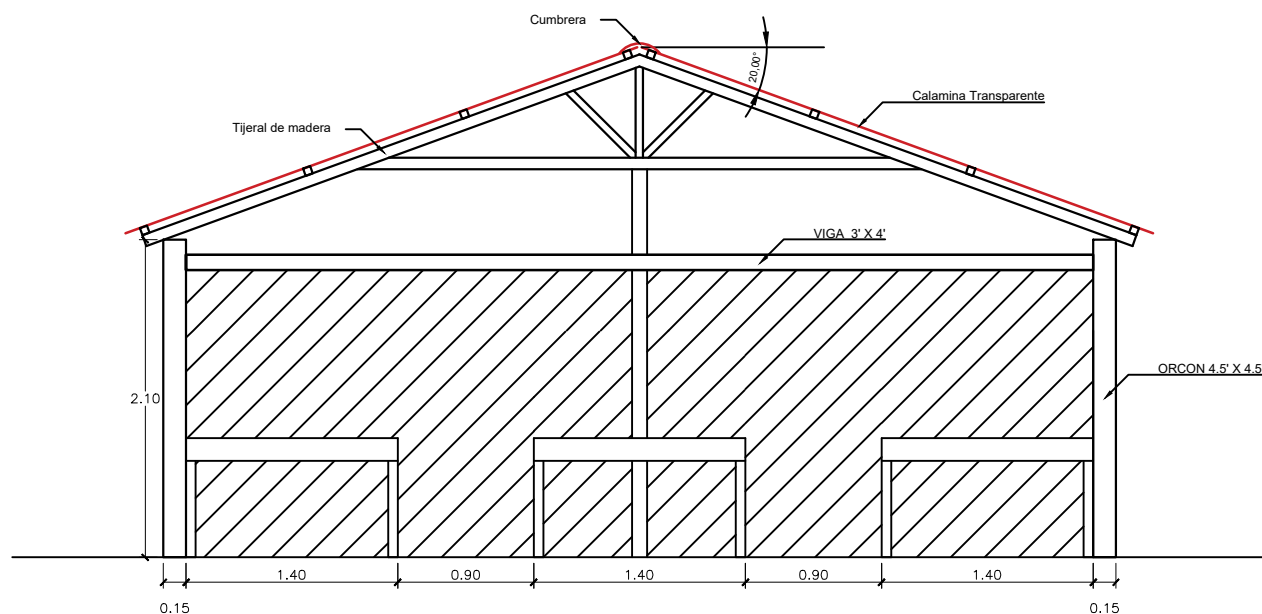 Cumbrera
20,00°
Calamina Transparente
Tijeral de madera
VIGA 3' X 4'
ORCON 4.5' X 4.5
2.10
1.40
0.90
1.40
0.90
1.40
0.15
0.15